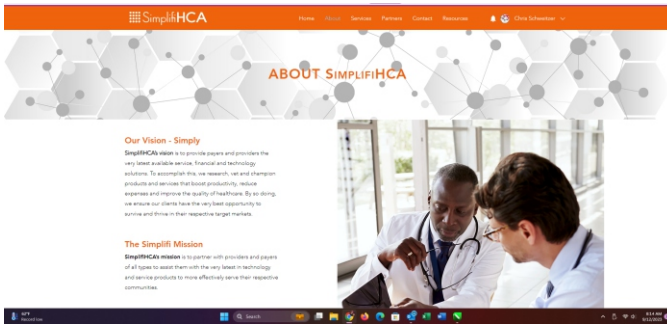 SimplifiHCA
Home About Services Partners Contact Resources Chris Schweitzer
ABOUT SIMPLIFIHCA
Our Vision - Simply
SimplifiHCA's vision is to provide payers and providers the
very latest available service, financial and technology
solutions. To accomplish this, we research, vet and champion
products and services that boost productivity, reduce
expenses and improve the quality of healthcare. By so doing,
we ensure our clients have the very best opportunity to
survive and thrive in their respective target markets.
The Simplifi Mission
SimplifiHCA's mission is to partner with providers and payers
of all types to assist them with the very latest in technology
and service products to more effectively serve their respective
communities.
Search
Record low
9:14 AM